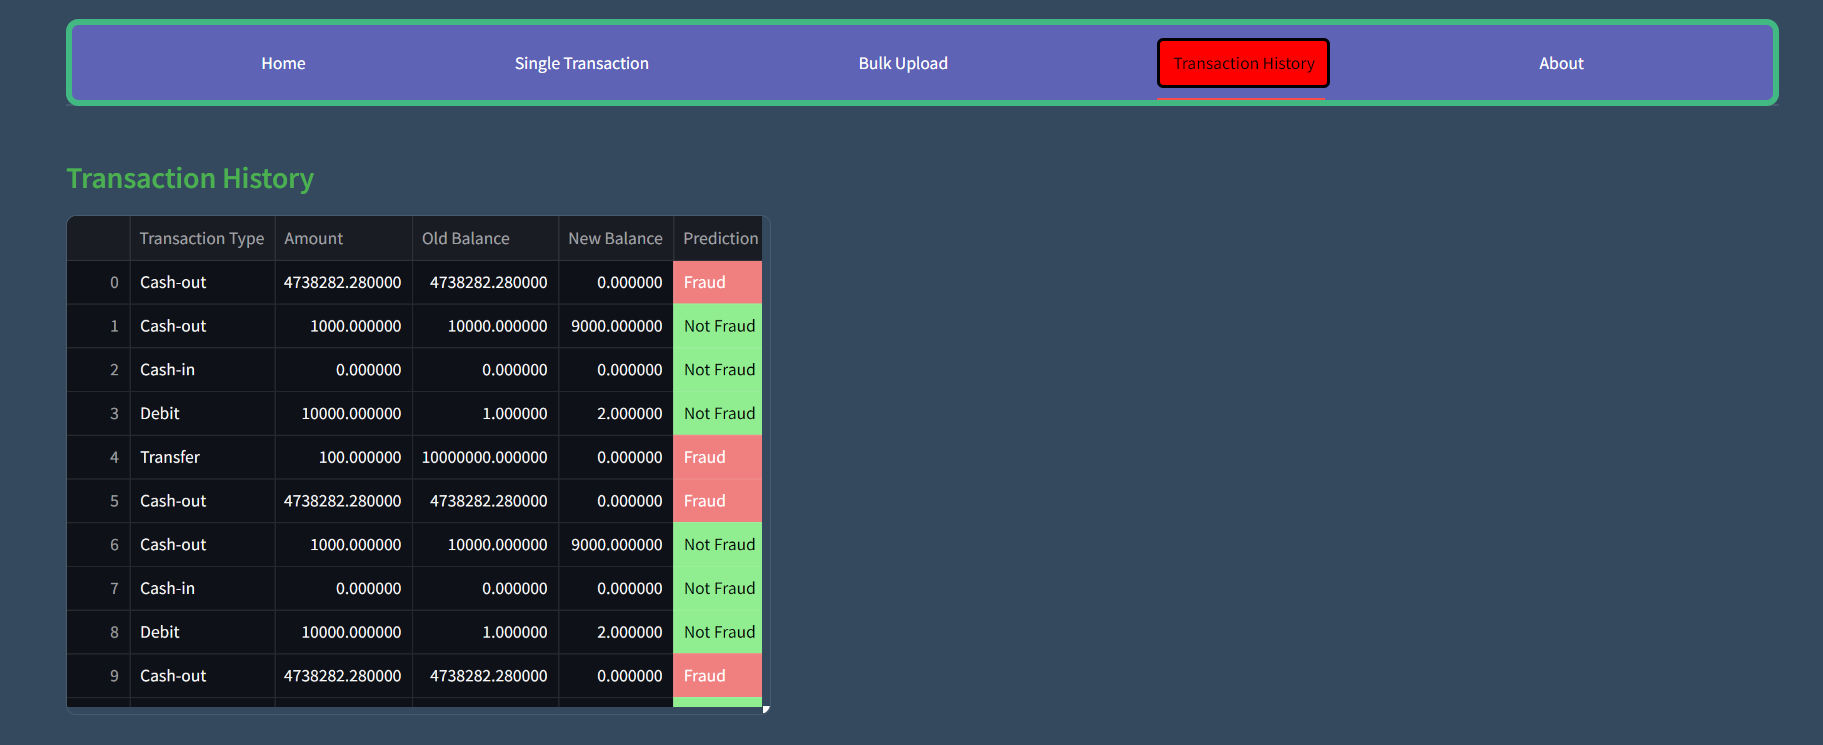 Home Single Transaction Bulk Upload Transaction History About
Transaction History
Transaction Type Amount Old Balance New Balance Prediction
0 Cash-out 4738282.280000 4738282.280000 0.000000 Fraud
1 Cash-out 1000.000000 10000.000000 9000.000000 Not Fraud
2 Cash-in 0.000000 0.000000 0.000000 Not Fraud
3 Debit 10000.000000 1.000000 2.000000 Not Fraud
4 Transfer 100.000000 10000000.000000 0.000000 Fraud
5 Cash-out 4738282.280000 4738282.280000 0.000000 Fraud
6 Cash-out 1000.000000 10000.000000 9000.000000 Not Fraud
7 Cash-in 0.000000 0.000000 0.000000 Not Fraud
8 Debit 10000.000000 1.000000 2.000000 Not Fraud
9 Cash-out 4738282.280000 4738282.280000 0.000000 Fraud